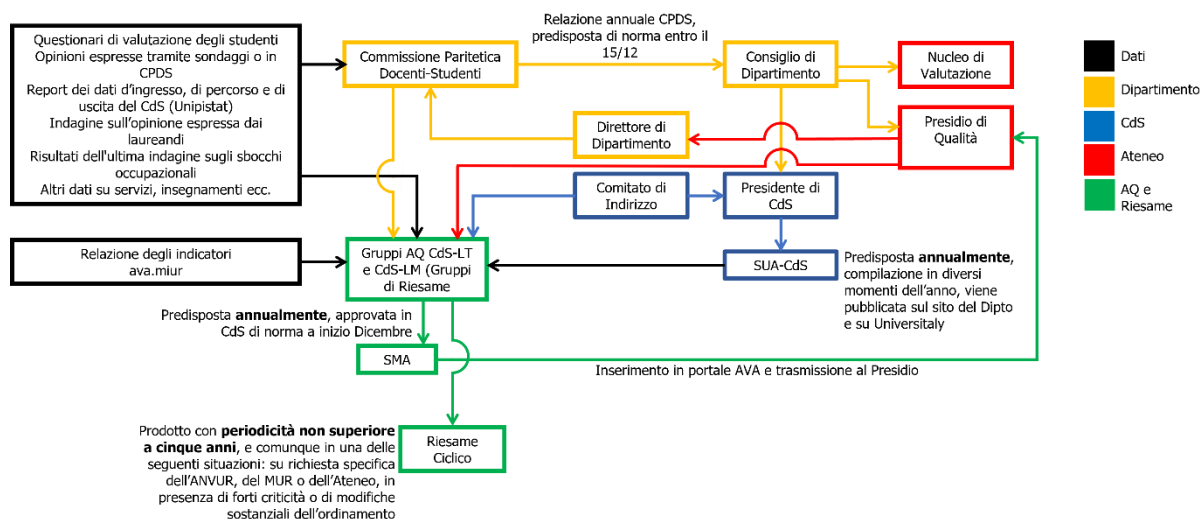 Questionari di valutazione degli studenti
Opinioni espresse tramite sondaggi o in
CPDS
Report dei dati d'ingresso, di percorso e di
uscita del CdS (Unipistat)
Indagine sull'opinione espressa dai
laureandi
Risultati dell'ultima indagine sugli sbocchi
occupazionali
Altri dati su servizi, insegnamenti ecc.
Commissione Paritetica
Docenti-Studenti
Relazione annuale CPDS,
predisposta di norma entro il
15/12
Consiglio di
Dipartimento
Nucleo di
Valutazione
Dati
Dipartimento
CdS
Ateneo
AQ e
Riesame
Direttore di
Dipartimento
Presidio di
Qualità
Comitato di
Indirizzo
Presidente di
CdS
Relazione degli indicatori
ava.miur
Gruppi AQ CdS-LT
e CdS-LM (Gruppi
di Riesame
SUA-CdS
Predisposta annualmente,
compilazione in diversi
momenti dell'anno, viene
pubblicata sul sito del Dipto
e su Universitaly
Predisposta annualmente, approvata in
CdS di norma a inizio Dicembre
SMA
Inserimento in portale AVA e trasmissione al Presidio
Prodotto con periodicità non superiore
a cinque anni, e comunque in una delle
seguenti situazioni: su richiesta specifica
dell'ANVUR, del MUR o dell'Ateneo, in
presenza di forti criticità o di modifiche
sostanziali dell'ordinamento
Riesame
Ciclico